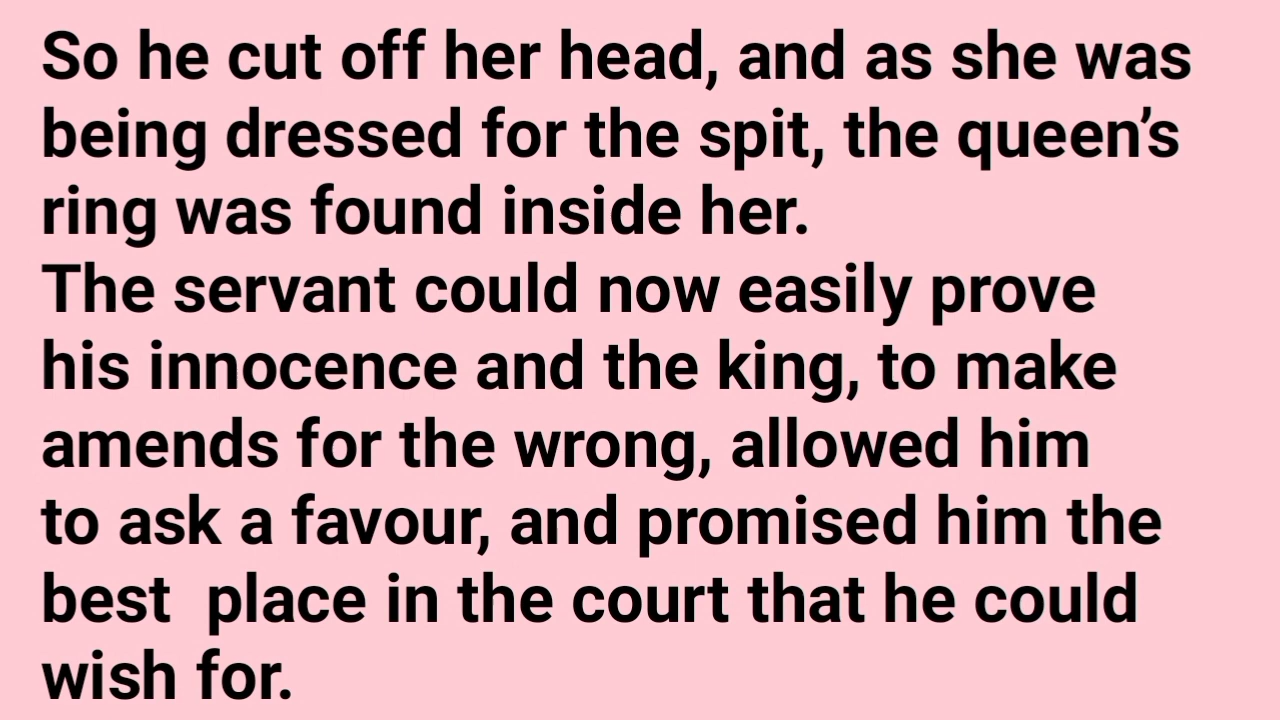 So he cut off her head, and as she was
being dressed for the spit, the queen’s
ring was found inside her.
The servant could now easily prove
his innocence and the king, to make
amends for the wrong, allowed him
to ask a favour, and promised him the
best  place in the court that he could
wish for.